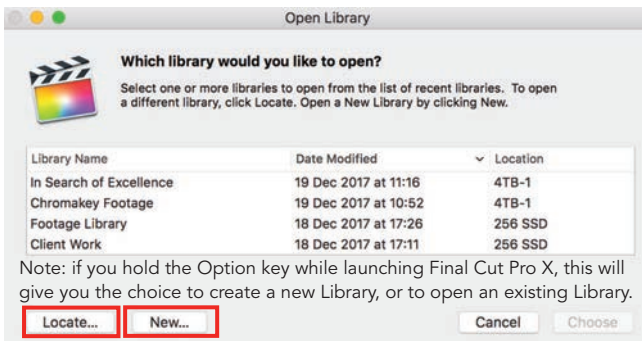 Open Library
Which library would you like to open?
Select one or more libraries to open from the list of recent libraries. To open
a different library, click Locate. Open a New Library by clicking New.
Library Name Date Modified Location
In Search of Excellence 19 Dec 2017 at 11:16 4TB-1
Chromakey Footage 19 Dec 2017 at 10:52 4TB-1
Footage Library 18 Dec 2017 at 17:26 256 SSD
Client Work 18 Dec 2017 at 17:11 256 SSD
Note: if you hold the Option key while launching Final Cut Pro X, this will
give you the choice to create a new Library, or to open an existing Library.
Locate... New... Cancel Choose